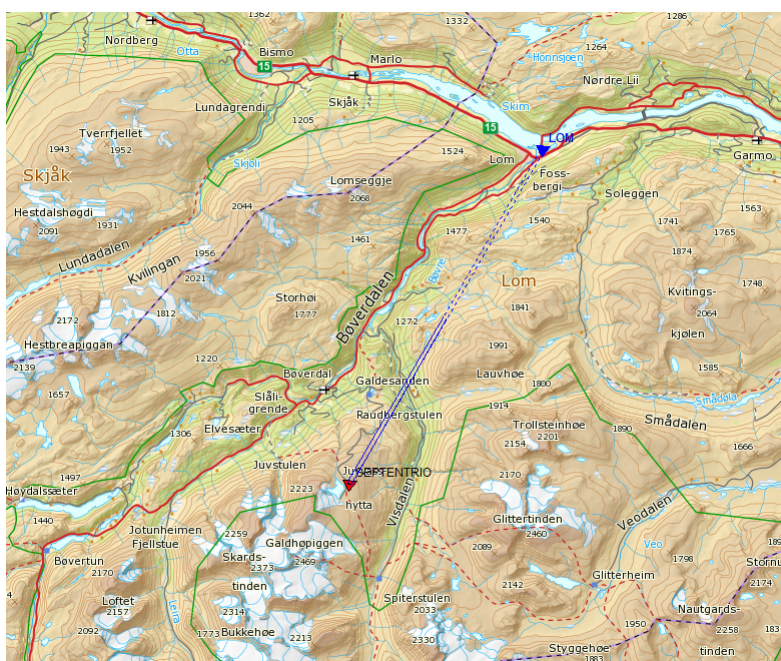 1362
1332
1286
Nordberg
Otta
Bismo
Marlo
1264
Honnsjoen
15
Nørdre Lii
Lundagrendi
Skjåk
Skim
Tverrfjellet
1205
15
LOM
1943
1952
Skjøli
1524
Lom
Garmo
Skjåk
Lomseggje
Foss-
bergi
Soleggen
Hestdalshøgdi
2044
2068
2091
1931
1540
1741
1563
1461
1477
1765
Lundadalen
Kvilingan
1956
Bøverdalen
Bøvre
1874
2021
Lom
Storhøi
Kvitings-
1748
2172
1812
1777
1272
1841
2064
Hestbreapiggan
kjølen
1991
2139
1220
1585
Bøverdal
Galdesanden
Lauvhøe
1800
1657
Slåli-
grende
Smådøla
Raudbergstulen
1914
Trollsteinhøe
Smådalen
1306
Elvesæter
2154
2201
1890
1666
Juvstulen
SEPTENTRIO
1497
2223
2170
Høydalssæter
hytta
Visdalen
1440
Glittertinden
Veodalen
Jotunheimen
Fjellstue
2259
Galdhøpiggen
2460
Veo
Bøvertun
Skards-
2469
2089
1798
2170
2373
Stornu
tinden
Glitterheim
2174
Loftet
Leira
2142
2157
Spiterstulen
2314
2033
Nautgards-
2092
1773
Bukkehøe
2213
2330
1950
2258
Styggehøe
tinden
1883